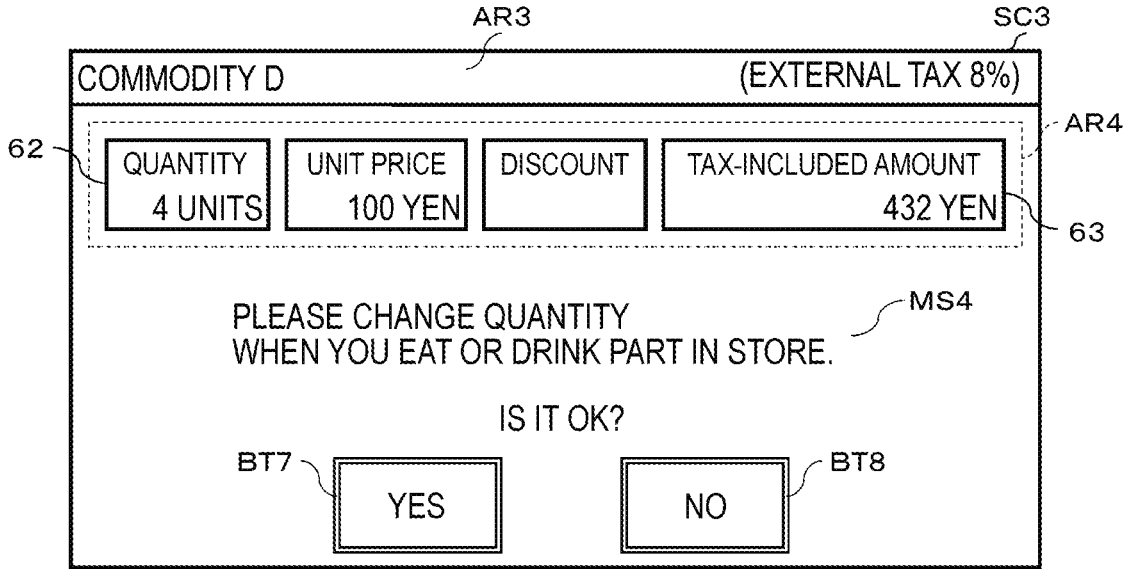 AR3
SC3
COMMODITY D (EXTERNAL TAX 8%)
AR4
62
QUANTITY
4 UNITS
UNIT PRICE
100 YEN
DISCOUNT
TAX-INCLUDED AMOUNT
432 YEN
63
PLEASE CHANGE QUANTITY
WHEN YOU EAT OR DRINK PART IN STORE.
MS4
IS IT OK?
BT7
YES
BT8
NO